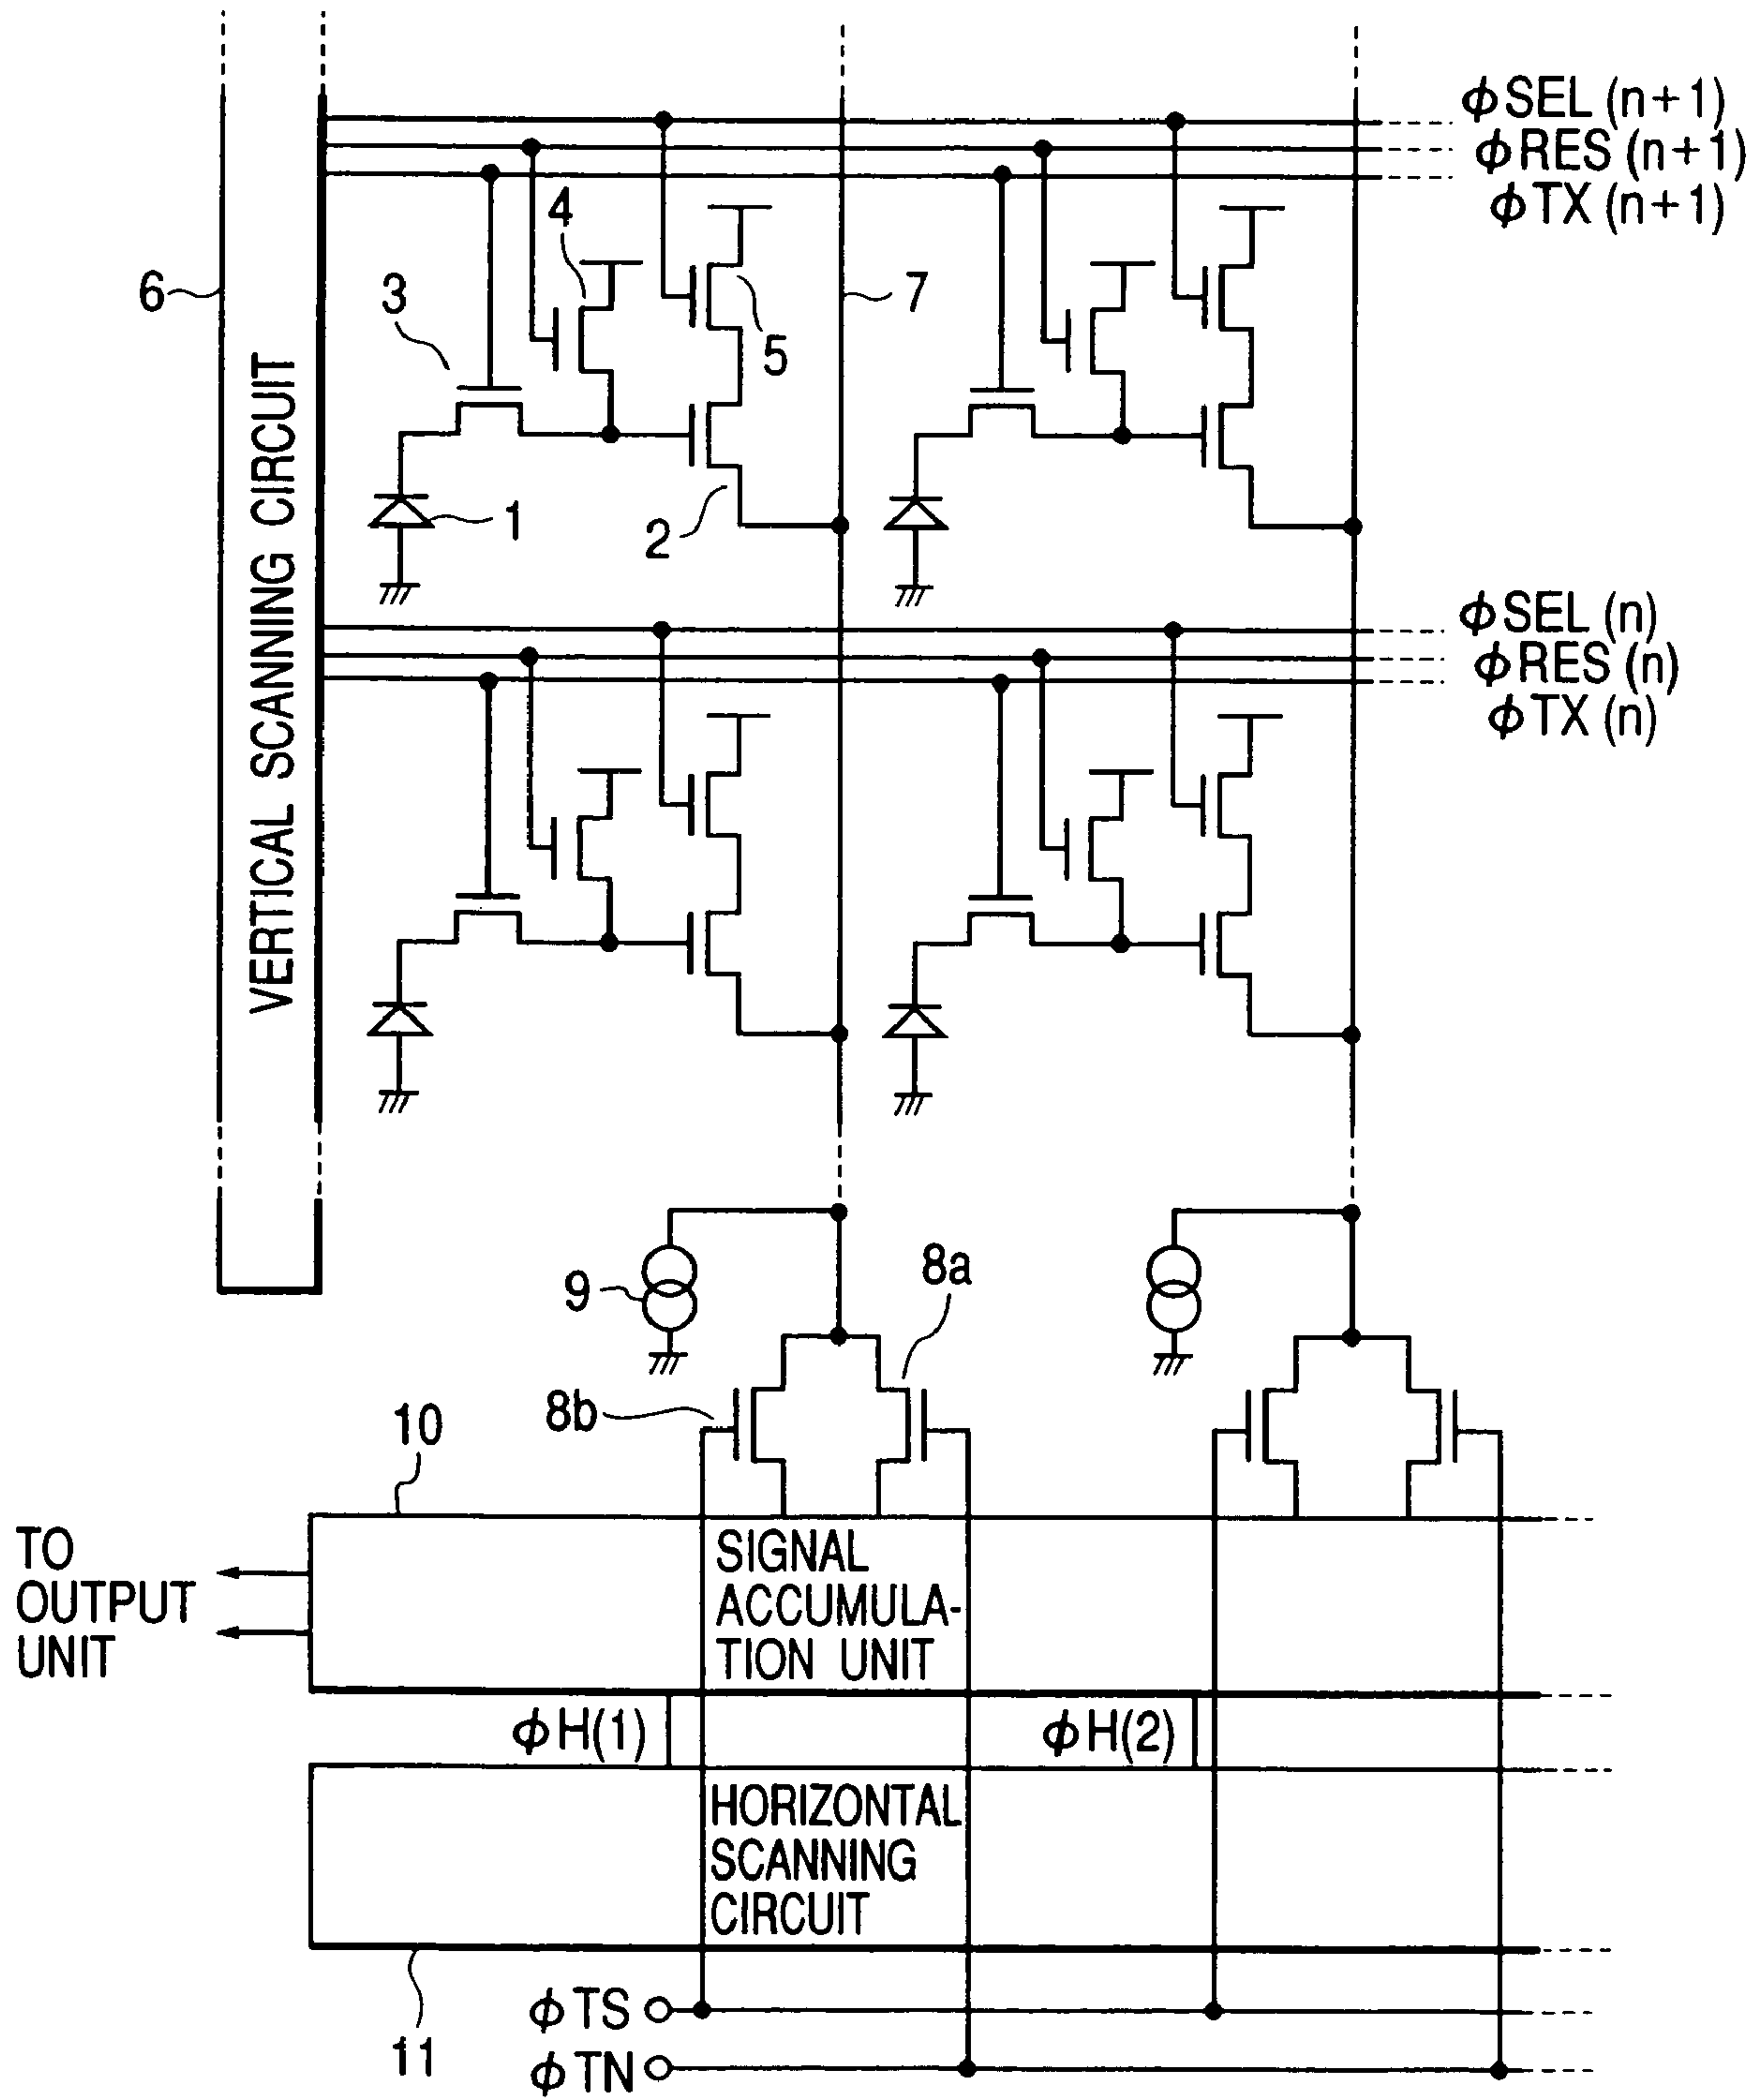 φSEL (n+1)
φRES (n+1)
φTX (n+1)
4
6
3
7
5
VERTICAL SCANNING CIRCUIT
1
2
φSEL (n)
φRES (n)
φTX (n)
9
8a
8b
10
TO
OUTPUT
UNIT
SIGNAL
ACCUMULA-
TION UNIT
φH(1)
φH(2)
HORIZONTAL
SCANNING
CIRCUIT
11
φTS
φTN